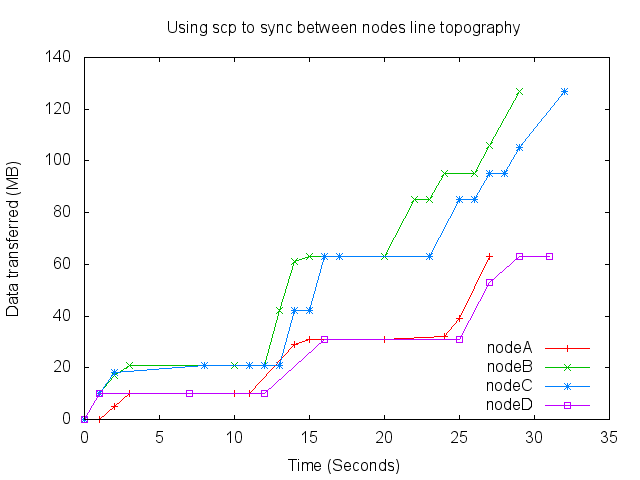 Using scp to sync between nodes line topography
Data transferred (MB)
140
120
100
80
60
40
20
0
nodeA
nodeB
nodeC
nodeD
0 5 10 15 20 25 30 35
Time (Seconds)